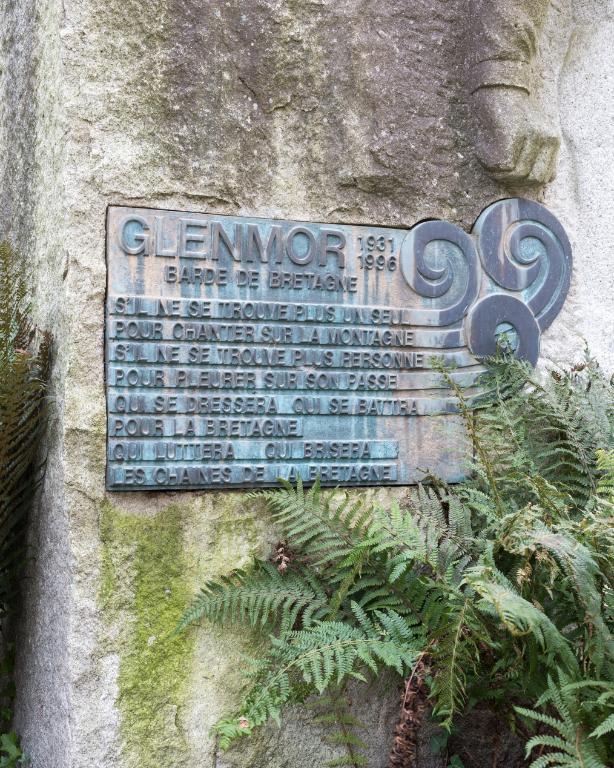 GLENMOR 1931 1996
BARDE DE BRETAGNE
S'IL NE SE TROUVE PLUS UN SEUL
POUR CHANTER SUR LA MONTAGNE
S'IL NE SE TROUVE PLUS PERSONNE
POUR PLEURER SUR SON PASSE
QUI SE DRESSERA QUI SE BATTRA
POUR LA BRETAGNE
QUI LUTTERA QUI BRISERA
LES CHAINES DE LA BRETAGNE